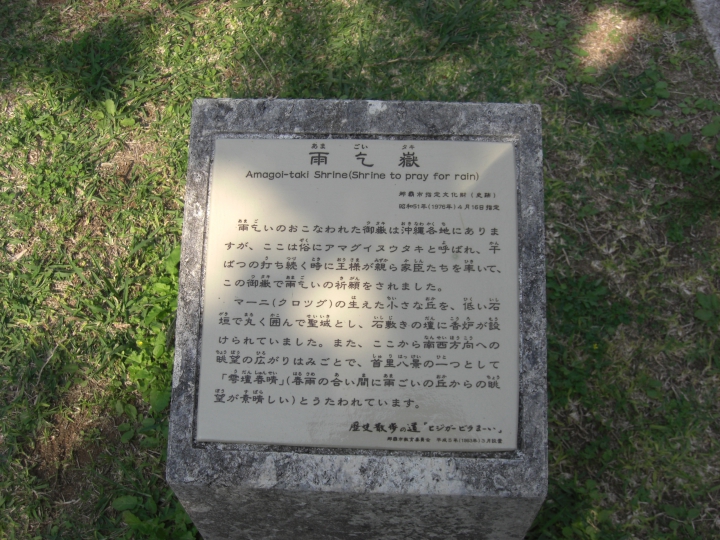 雨乞嶽
Amagoi-taki Shrine(Shrine to pray for rain)
那覇市指定文化財（史跡）
昭和51年(1976年)4月16日指定
雨乞いのおこなわれた御嶽は沖縄各地にありま
すが、ここは俗にアマグイヌウタキと呼ばれ、干
ばつの打ち続く時に王様が親ら家臣たちを率いて、
この御嶽で雨乞いの祈願をされました。
マーニ(クロツグ)の生えた小さな丘を、低い石
垣で丸く囲んで聖域とし、石敷きの壇に香炉が設
けられていました。また、ここから南西方向への
眺望の広がりはみごとで、首里八景の一つとして
「雩壇春晴」(春雨の合い間に雨ごいの丘からの眺
望が素晴しい)とうたわれています。
歴史散歩の道"ヒジガービラまーい"
那覇市教育委員会